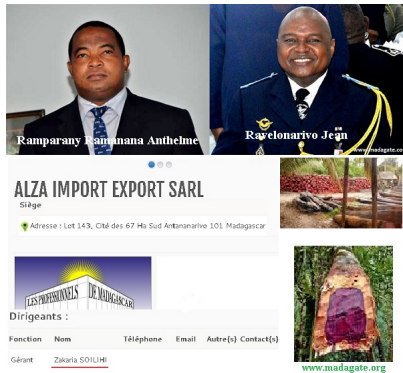 Ramparany Ramanana Anthelme
Ravelonarivo Jean
www.madagate.co
ALZA IMPORT EXPORT SARL
Siège
Adresse : Lot 143, Cité des 67 Ha Sud Antananarivo 101 Madagascar
LES PROFESSIONNELS DE MADAGASCAR
Dirigeants :
Fonction Nom Téléphone Email Autre(s) Contact(s)
Gérant Zakaria SOILIHI
www.madagate.org